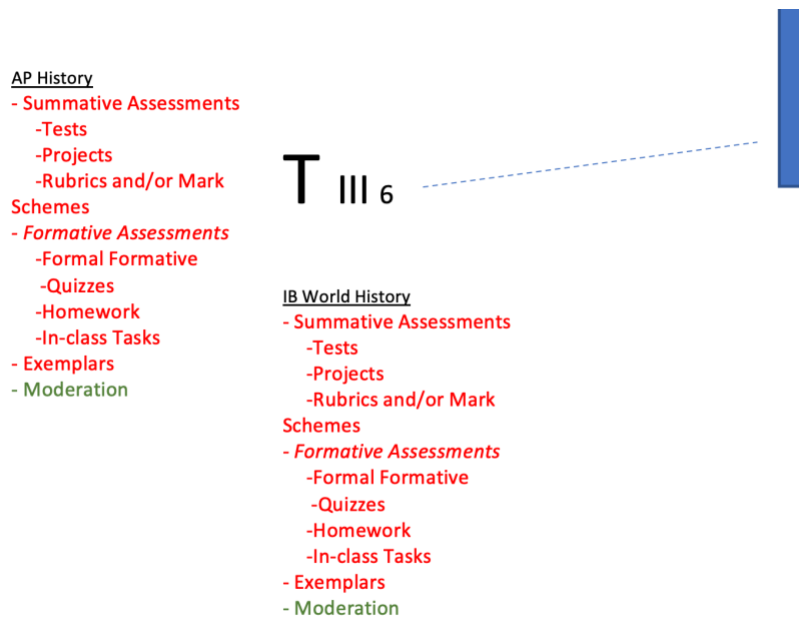 AP History
- Summative Assessments
-Tests
-Projects
-Rubrics and/or Mark
Schemes
- Formative Assessments
-Formal Formative
-Quizzes
-Homework
-In-class Tasks
- Exemplars
- Moderation
T III 6
IB World History
- Summative Assessments
-Tests
-Projects
-Rubrics and/or Mark
Schemes
- Formative Assessments
-Formal Formative
-Quizzes
-Homework
-In-class Tasks
- Exemplars
- Moderation